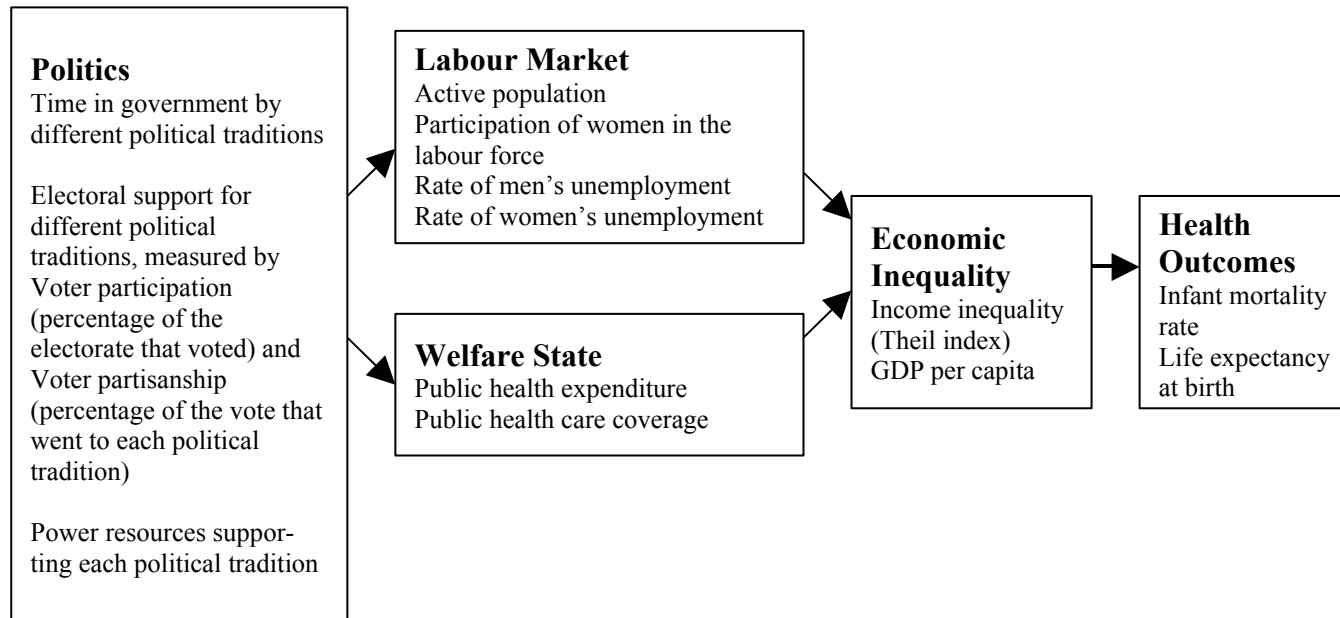 Politics
Time in government by
different political traditions
Electoral support for
different political
traditions, measured by
Voter participation
(percentage of the
electorate that voted) and
Voter partisanship
(percentage of the vote that
went to each political
tradition)
Power resources suppor-
ting each political tradition
Labour Market
Active population
Participation of women in the
labour force
Rate of men’s unemployment
Rate of women’s unemployment
Welfare State
Public health expenditure
Public health care coverage
Economic
Inequality
Income inequality
(Theil index)
GDP per capita
Health
Outcomes
Infant mortality
rate
Life expectancy
at birth